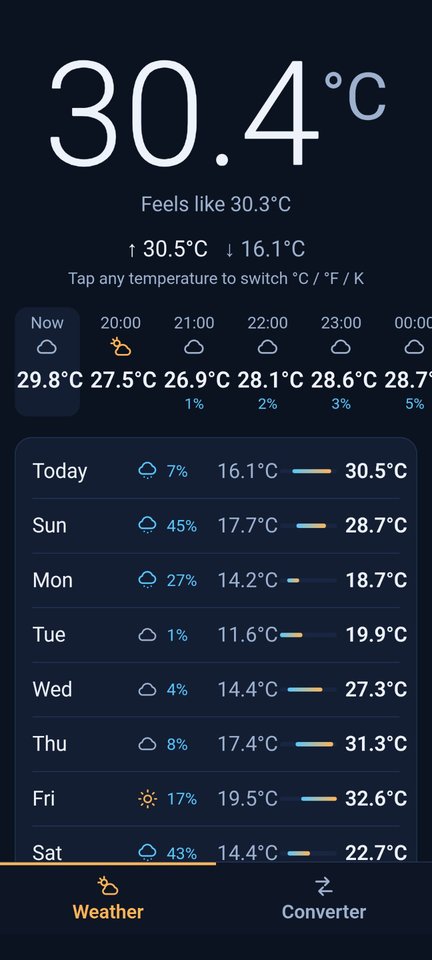 30.4°C
Feels like 30.3°C
↑ 30.5°C ↓ 16.1°C
Tap any temperature to switch °C / °F / K
Now 20:00 21:00 22:00 23:00 00:00
29.8°C 27.5°C 26.9°C 28.1°C 28.6°C 28.7°
1% 2% 3% 5%
Today 7% 16.1°C 30.5°C
Sun 45% 17.7°C 28.7°C
Mon 27% 14.2°C 18.7°C
Tue 1% 11.6°C 19.9°C
Wed 4% 14.4°C 27.3°C
Thu 8% 17.4°C 31.3°C
Fri 17% 19.5°C 32.6°C
Sat 43% 14.4°C 22.7°C
Weather Converter